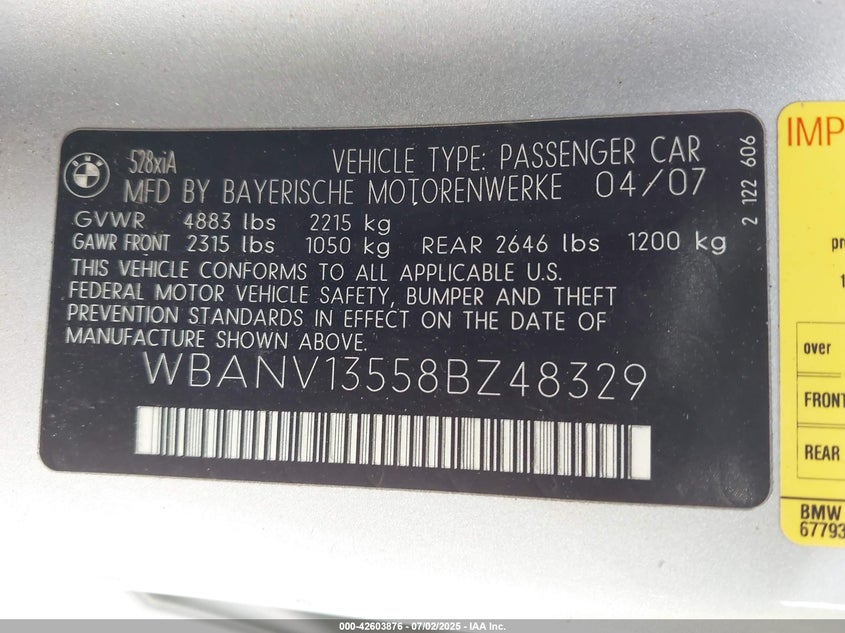 BMW
528xiA
VEHICLE TYPE: PASSENGER CAR
MFD BY BAYERISCHE MOTORENWERKE 04/07
GVWR 4883 lbs 2215 kg
GAWR FRONT 2315 lbs 1050 kg REAR 2646 lbs 1200 kg
THIS VEHICLE CONFORMS TO ALL APPLICABLE U.S.
FEDERAL MOTOR VEHICLE SAFETY, BUMPER AND THEFT
PREVENTION STANDARDS IN EFFECT ON THE DATE OF
MANUFACTURE SHOWN ABOVE.
WBANV13558BZ48329
2 122 606
IMP
pr
1
over
FRONT
REAR
BMW
67793
000-42603876 - 07/02/2025 - IAA Inc.